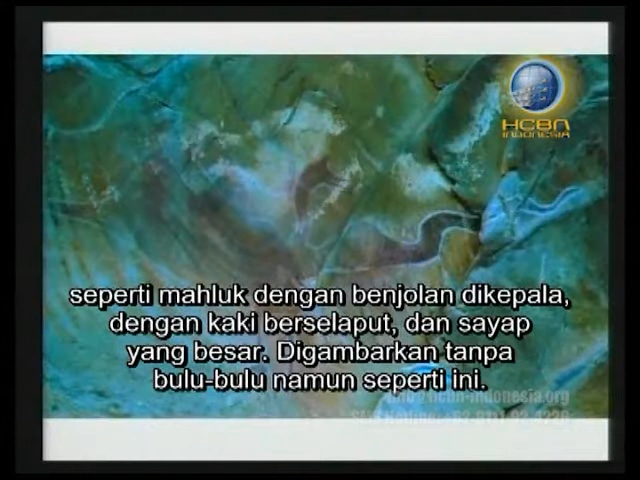 HCBN
INDONESIA
seperti mahluk dengan benjolan dikepala,
dengan kaki berselaput, dan sayap
yang besar. Digambarkan tanpa
bulu-bulu namun seperti ini.